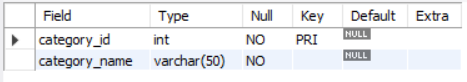 Field Type Null Key Default Extra
category_id int NO PRI NULL
category_name varchar(50) NO NULL